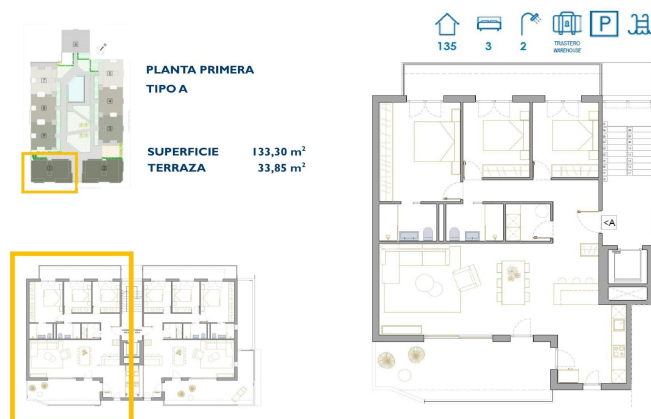 135
3
2
TRASTERO
WAREHOUSE
P
PLANTA PRIMERA
TIPO A
SUPERFICIE 133,30 m²
TERRAZA 33,85 m²
<A